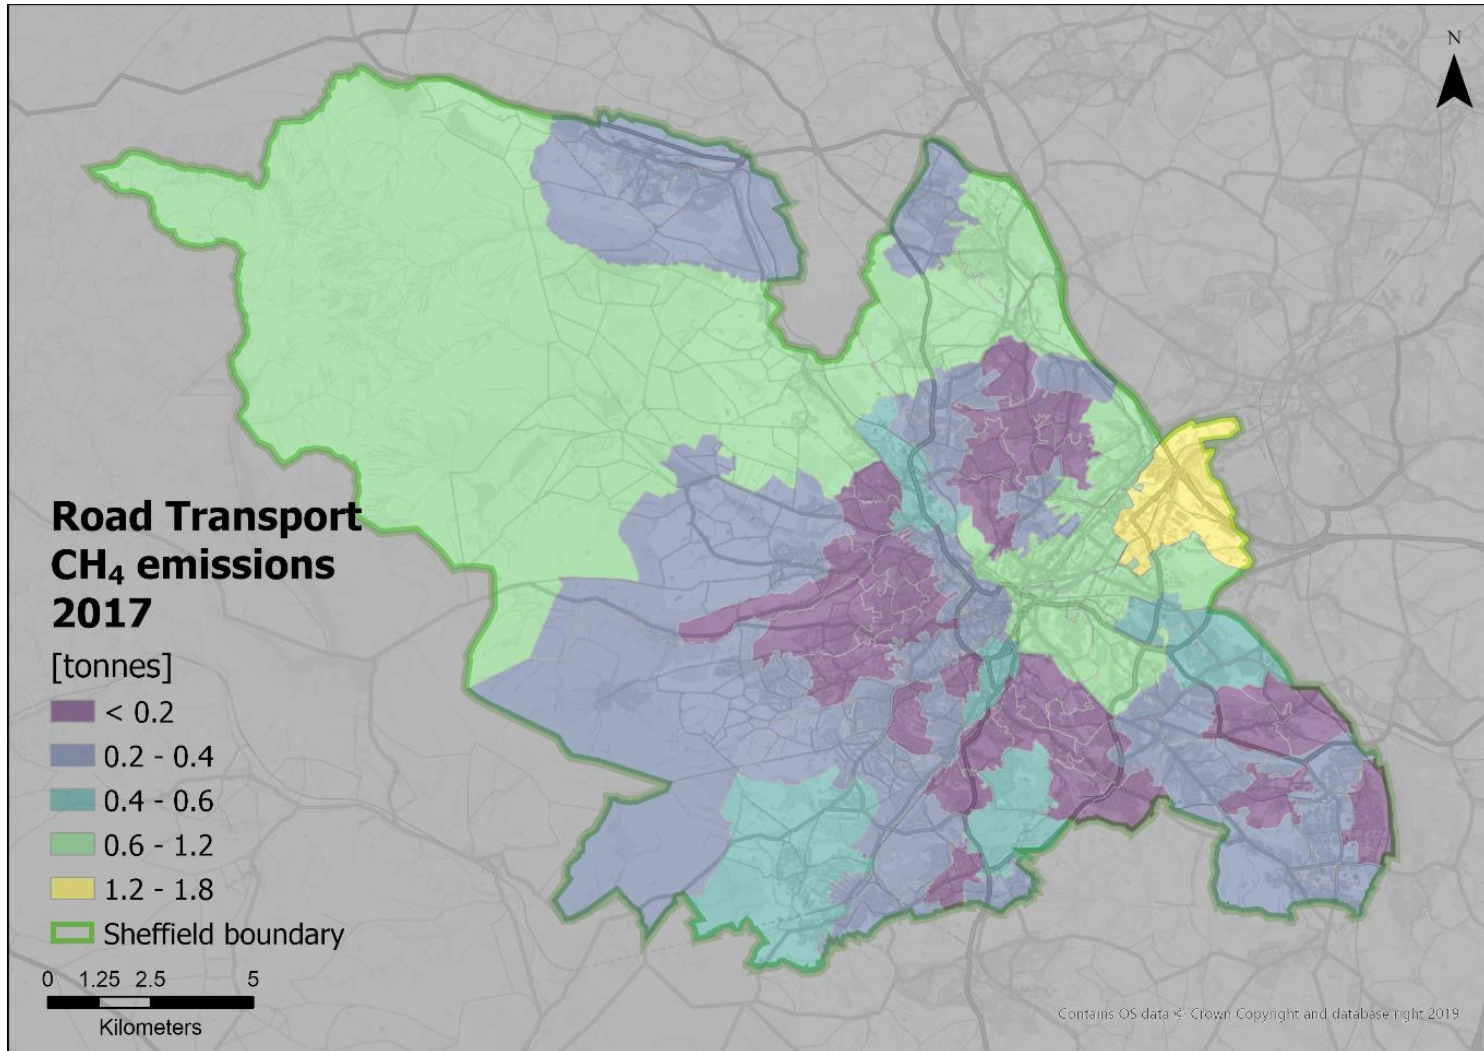 N
Road Transport
CH₄ emissions
2017
[tonnes]
< 0.2
0.2 - 0.4
0.4 - 0.6
0.6 - 1.2
1.2 - 1.8
Sheffield boundary
0 1.25 2.5 5
Kilometers
Contains OS data © Crown Copyright and database right 2019